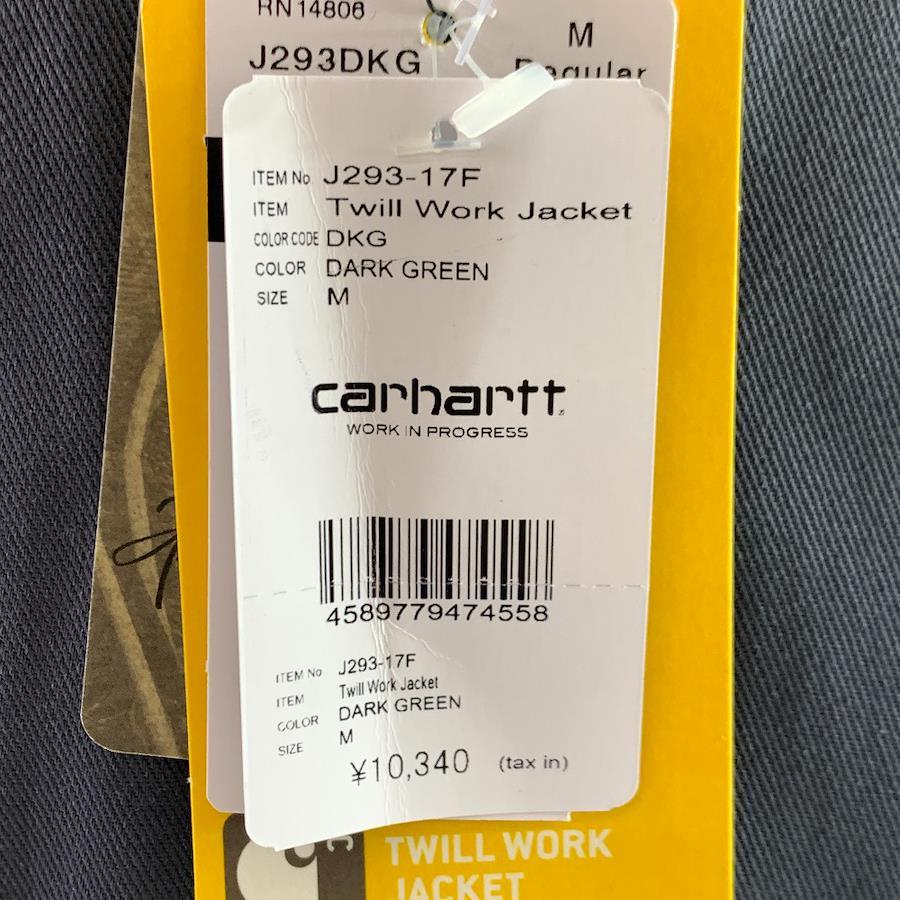 RN 14806
J293DKG
M
Regular
ITEM No J293-17F
ITEM Twill Work Jacket
COLOR CODE DKG
COLOR DARK GREEN
SIZE M
carhartt
WORK IN PROGRESS
4589779474558
ITEM No J293-17F
ITEM Twill Work Jacket
COLOR DARK GREEN
SIZE M
¥10,340 (tax in)
TWILL WORK
JACKET